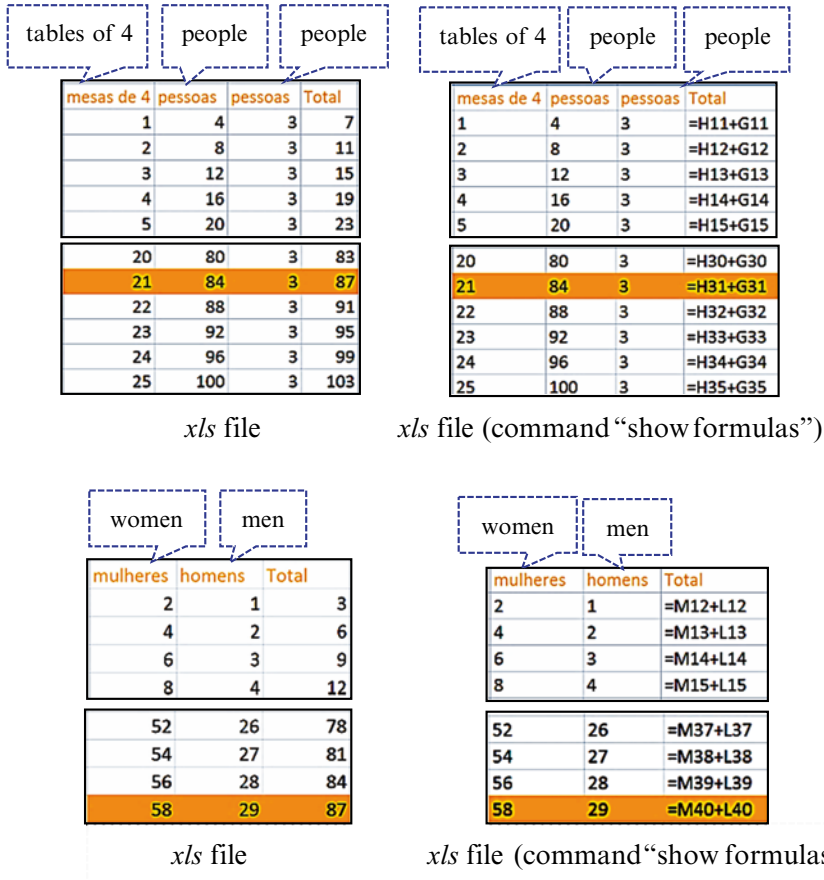 tables of 4 people people
mesas de 4 pessoas pessoas Total
1 4 3 7
2 8 3 11
3 12 3 15
4 16 3 19
5 20 3 23
20 80 3 83
21 84 3 87
22 88 3 91
23 92 3 95
24 96 3 99
25 100 3 103
xls file
tables of 4 people people
mesas de 4 pessoas pessoas Total
1 4 3 =H11+G11
2 8 3 =H12+G12
3 12 3 =H13+G13
4 16 3 =H14+G14
5 20 3 =H15+G15
20 80 3 =H30+G30
21 84 3 =H31+G31
22 88 3 =H32+G32
23 92 3 =H33+G33
24 96 3 =H34+G34
25 100 3 =H35+G35
xls file (command “show formulas”)
women men
mulheres homens Total
2 1 3
4 2 6
6 3 9
8 4 12
52 26 78
54 27 81
56 28 84
58 29 87
xls file
women men
mulheres homens Total
2 1 =M12+L12
4 2 =M13+L13
6 3 =M14+L14
8 4 =M15+L15
52 26 =M37+L37
54 27 =M38+L38
56 28 =M39+L39
58 29 =M40+L40
xls file (command “show formulas